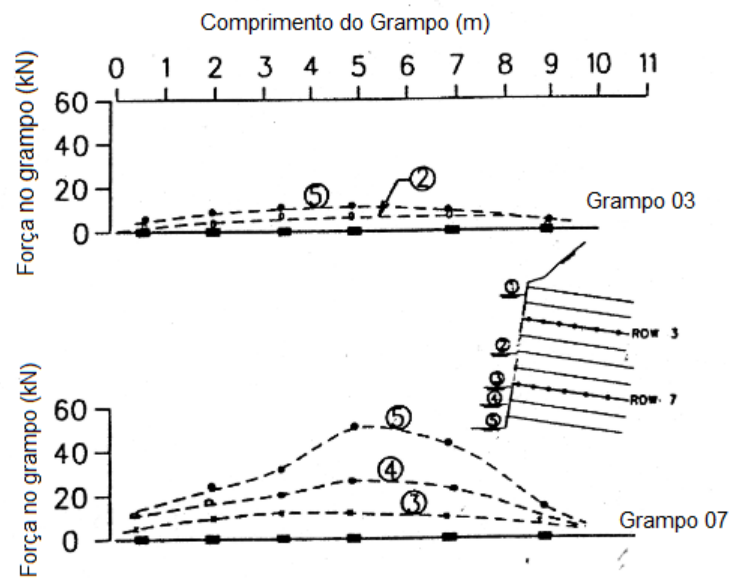 Comprimento do Grampo (m)
0 1 2 3 4 5 6 7 8 9 10 11
Força no grampo (kN)
60
40
20
0
⑤
②
Grampo 03
①
ROW 3
②
③
ROW 7
④
⑤
Força no grampo (kN)
60
40
20
0
⑤
④
③
Grampo 07